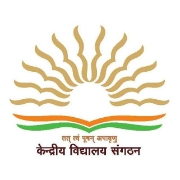 तत् त्वं पूषन् अपावृणु
केन्द्रीय विद्यालय संगठन